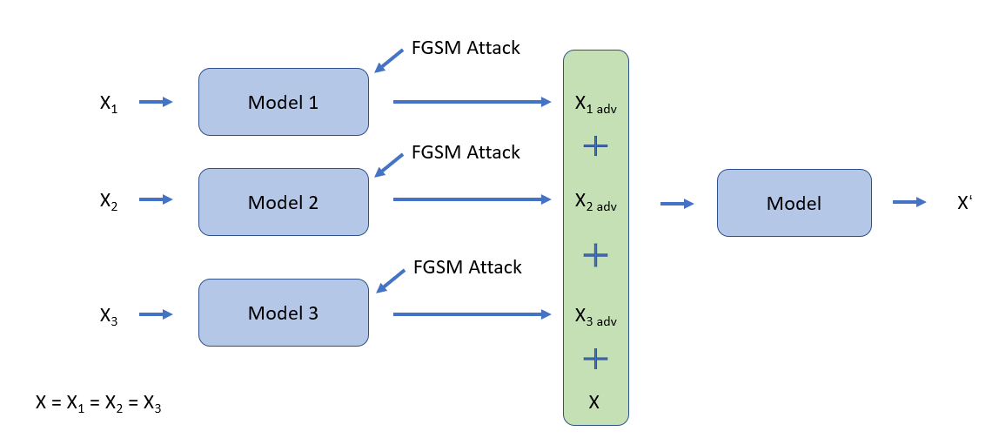 FGSM Attack
X₁
Model 1
X₁ adv
+
FGSM Attack
X₂
Model 2
X₂ adv
Model
X‘
+
FGSM Attack
X₃
Model 3
X₃ adv
+
X = X₁ = X₂ = X₃
X